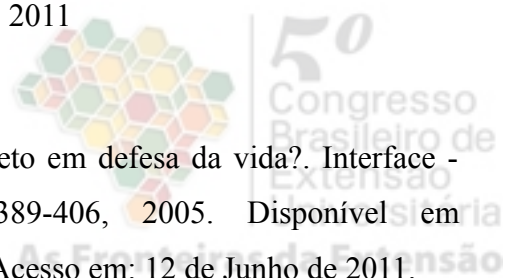 2011
5º
Congresso
Brasileiro de
Extensão
Universitária
As Fronteiras da Extensão
eto em defesa da vida?. Interface -
389-406, 2005. Disponível em
Acesso em: 12 de Junho de 2011.